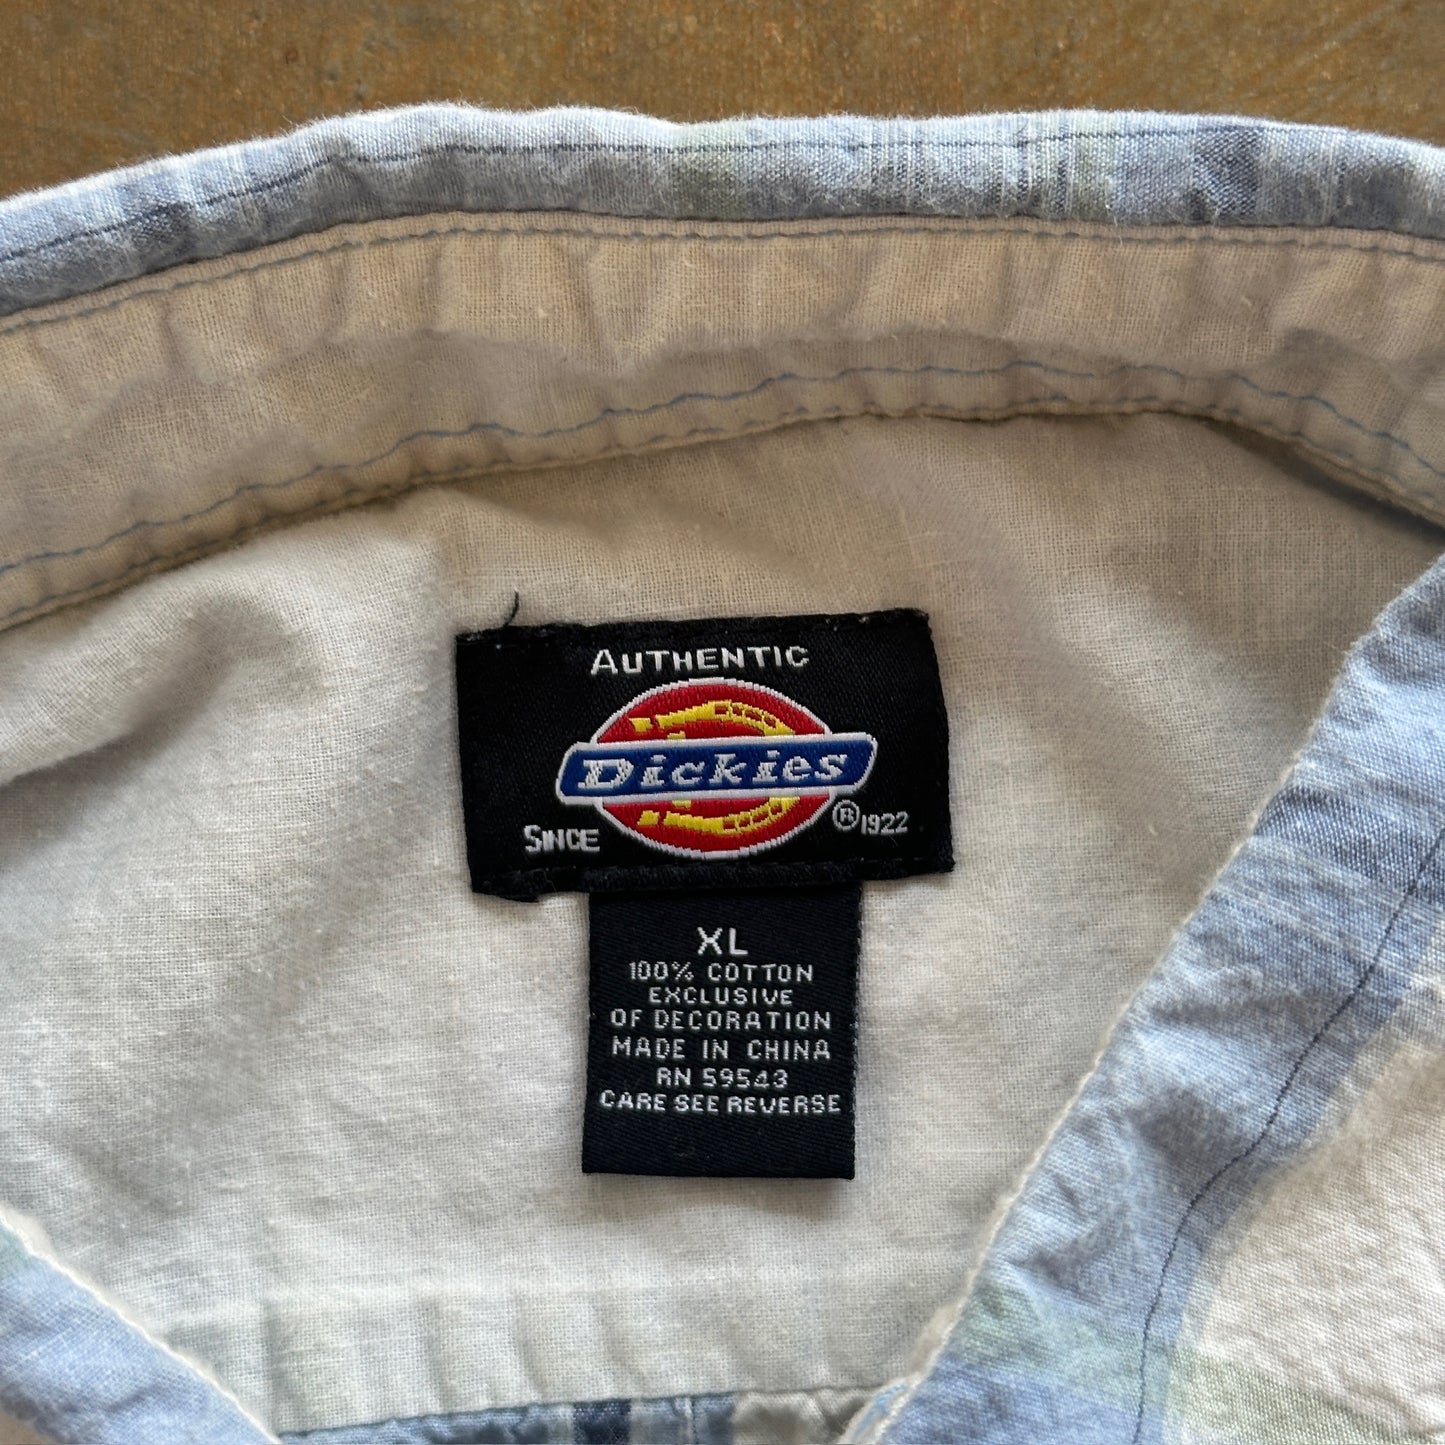 AUTHENTIC
Dickies
SINCE ® 1922
XL
100% COTTON
EXCLUSIVE
OF DECORATION
MADE IN CHINA
RN 59543
CARE SEE REVERSE